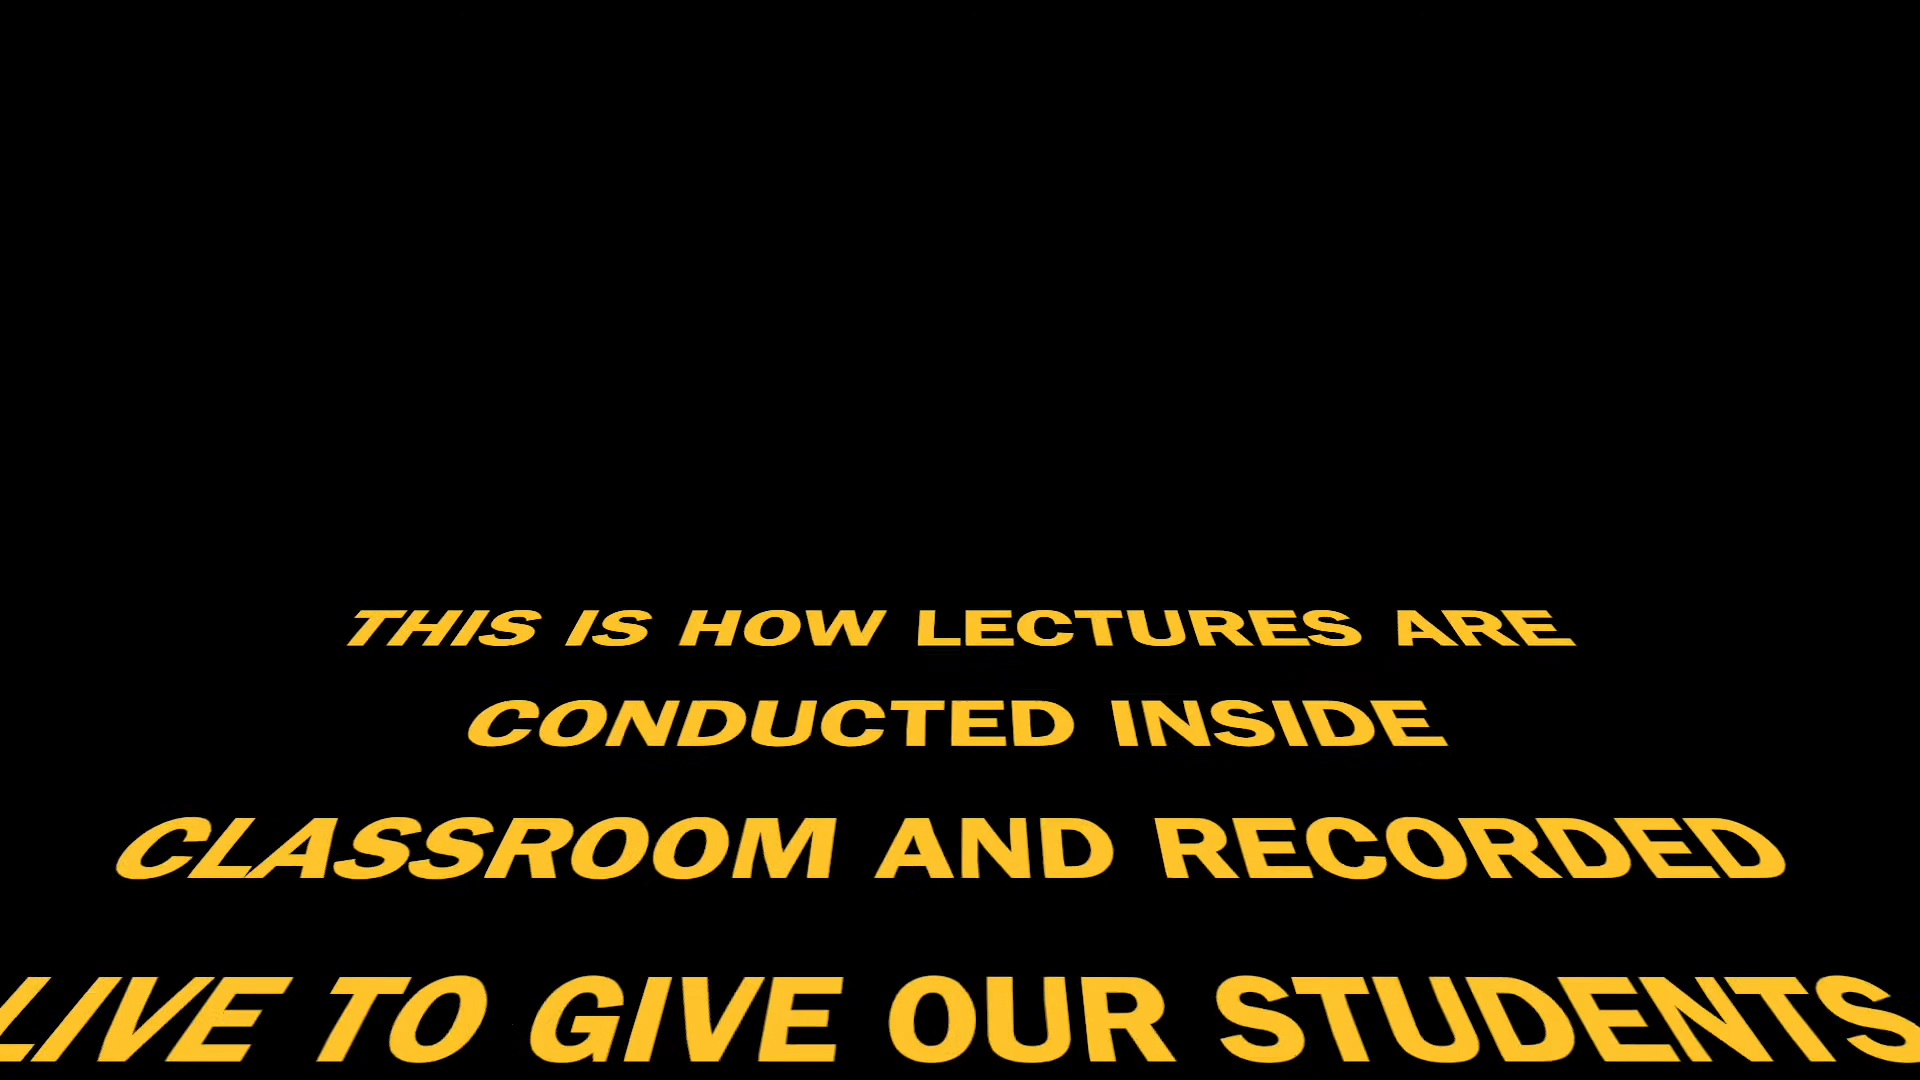 THIS IS HOW LECTURES ARE
CONDUCTED INSIDE
CLASSROOM AND RECORDED
LIVE TO GIVE OUR STUDENTS